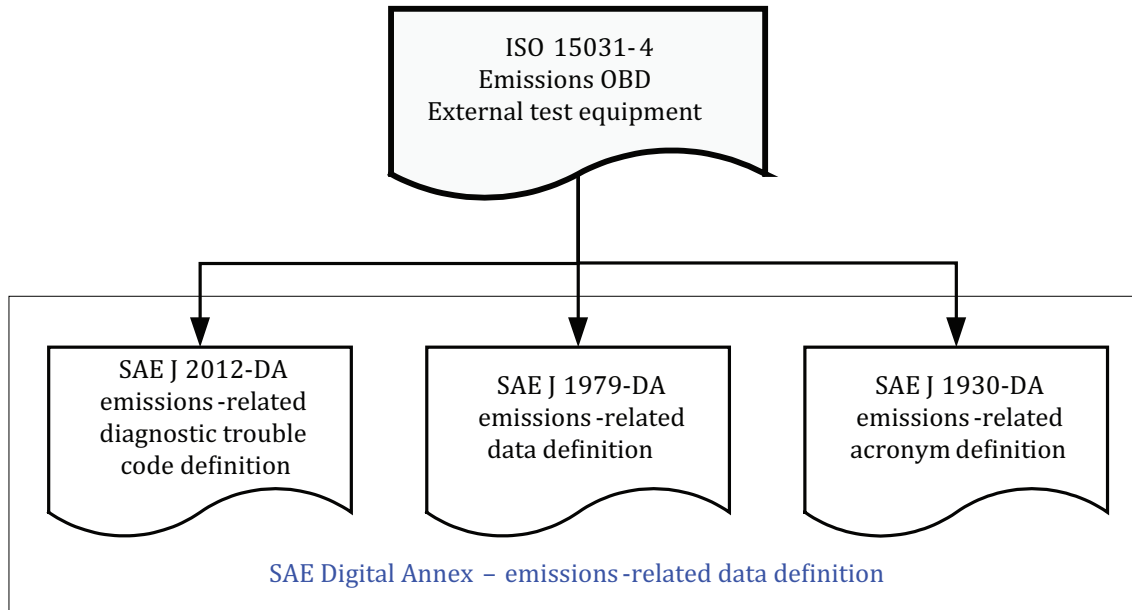 ISO 15031-4
Emissions OBD
External test equipment
SAE J 2012-DA
emissions-related
diagnostic trouble
code definition
SAE J 1979-DA
emissions-related
data definition
SAE J 1930-DA
emissions-related
acronym definition
SAE Digital Annex – emissions-related data definition